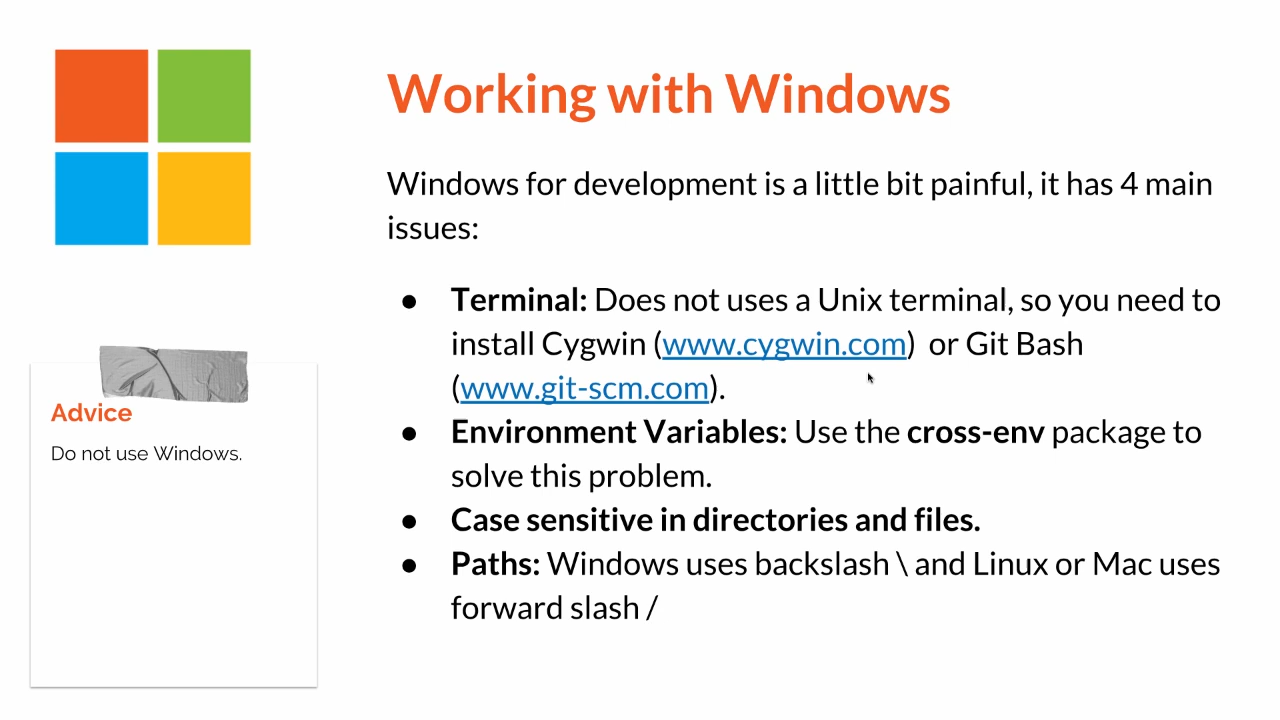 Working with Windows
Windows for development is a little bit painful, it has 4 main
issues:
● Terminal: Does not uses a Unix terminal, so you need to
install Cygwin (www.cygwin.com)  or Git Bash
(www.git-scm.com).
● Environment Variables: Use the cross-env package to
solve this problem.
● Case sensitive in directories and files.
● Paths: Windows uses backslash \ and Linux or Mac uses
forward slash /
Advice
Do not use Windows.